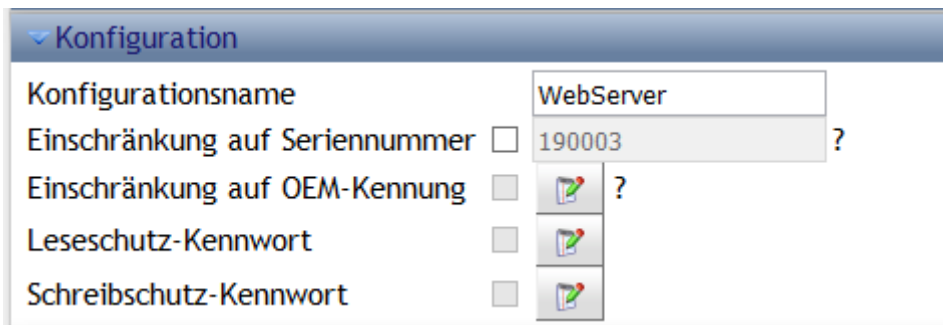 Konfiguration
Konfigurationsname WebServer
Einschränkung auf Seriennummer 190003 ?
Einschränkung auf OEM-Kennung ?
Leseschutz-Kennwort
Schreibschutz-Kennwort